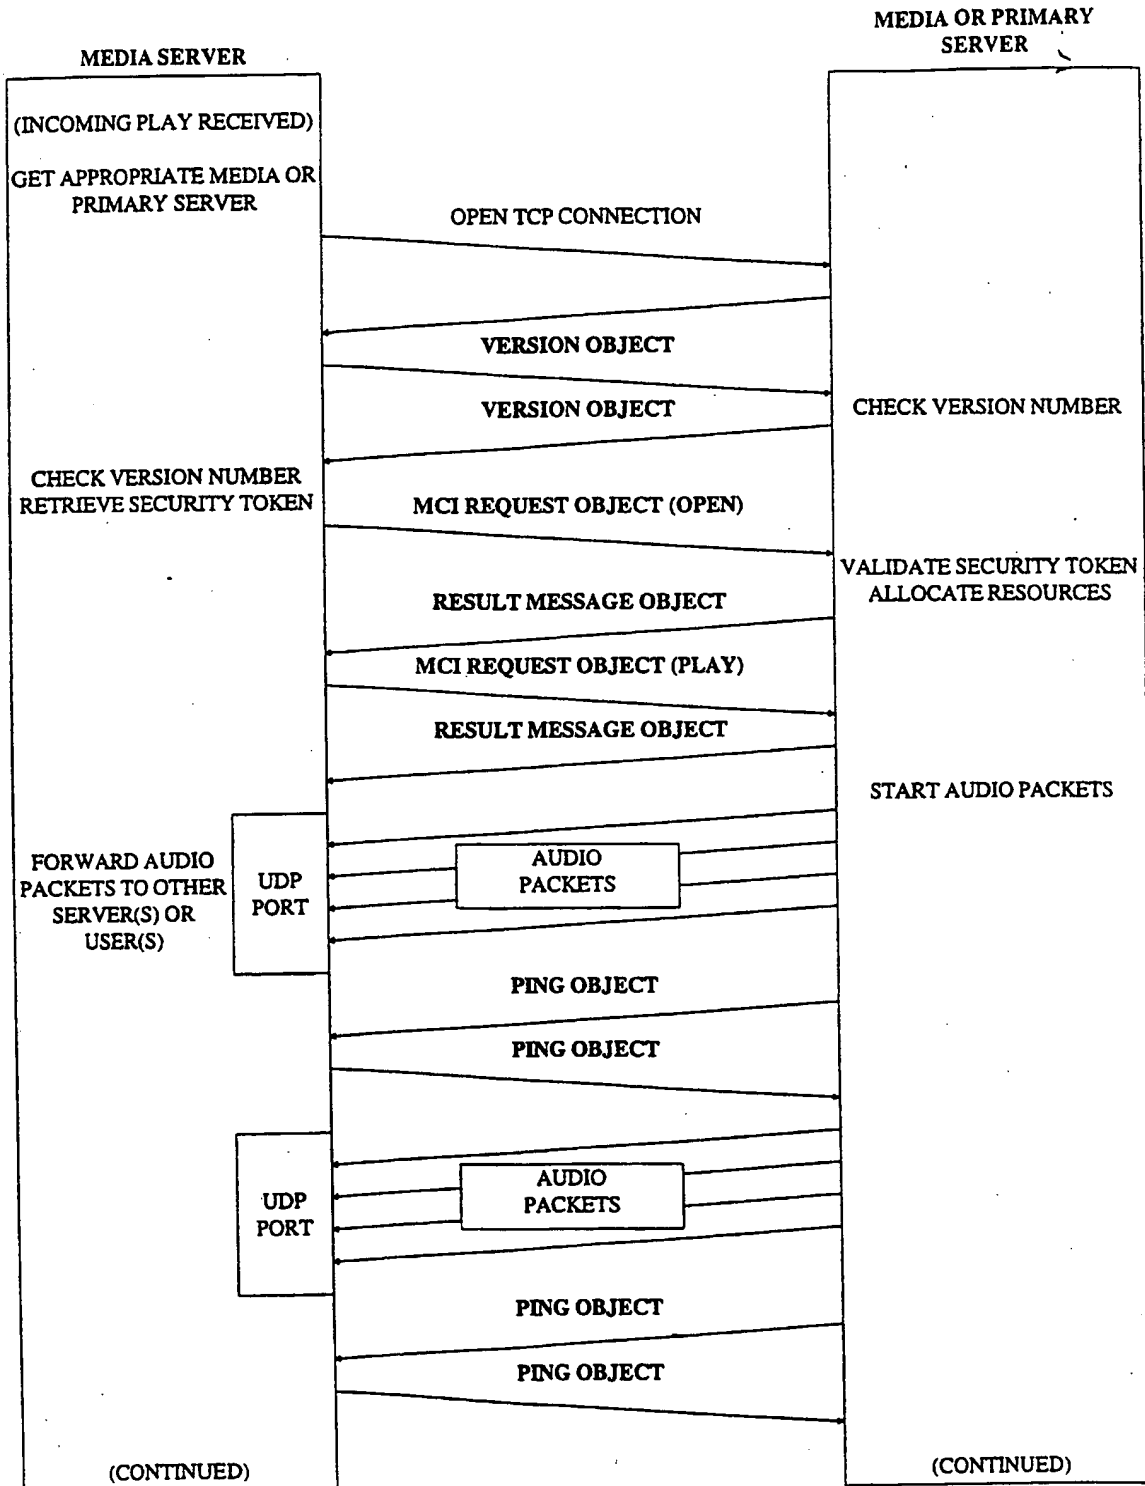 MEDIA OR PRIMARY
SERVER
MEDIA SERVER
(INCOMING PLAY RECEIVED)
GET APPROPRIATE MEDIA OR
PRIMARY SERVER
OPEN TCP CONNECTION
VERSION OBJECT
VERSION OBJECT
CHECK VERSION NUMBER
CHECK VERSION NUMBER
RETRIEVE SECURITY TOKEN
MCI REQUEST OBJECT (OPEN)
VALIDATE SECURITY TOKEN
ALLOCATE RESOURCES
RESULT MESSAGE OBJECT
MCI REQUEST OBJECT (PLAY)
RESULT MESSAGE OBJECT
START AUDIO PACKETS
FORWARD AUDIO
PACKETS TO OTHER
SERVER(S) OR
USER(S)
UDP
PORT
AUDIO
PACKETS
PING OBJECT
PING OBJECT
UDP
PORT
AUDIO
PACKETS
PING OBJECT
PING OBJECT
(CONTINUED)
(CONTINUED)